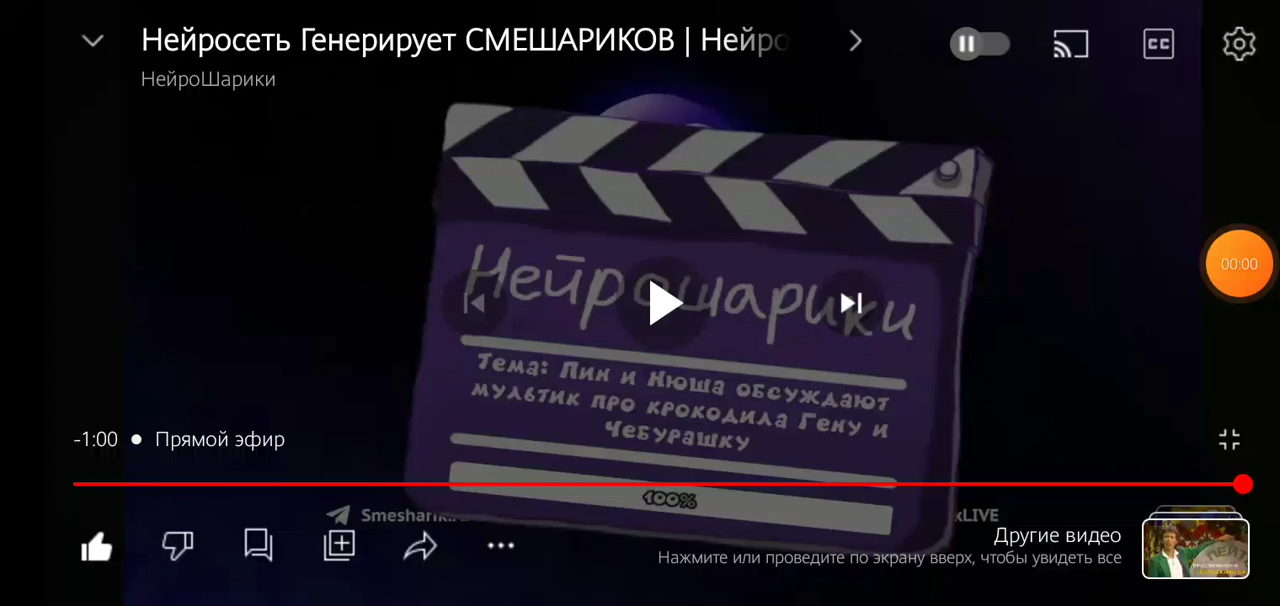 Нейросеть Генерирует СМЕШАРИКОВ | Нейро
НейроШарики
00:00
Нейрошарики
Тема: Пин и Нюша обсуждают
мультик про крокодила Гену и
Чебурашку
100%
-1:00 • Прямой эфир
LIVE
Другие видео
Нажмите или проведите по экрану вверх, чтобы увидеть все